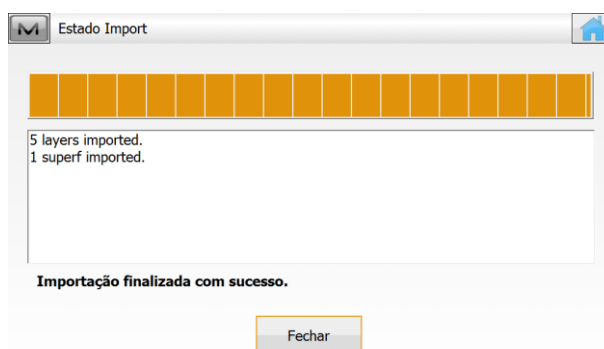 Estado Import
5 layers imported.
1 superf imported.
Importação finalizada com sucesso.
Fechar